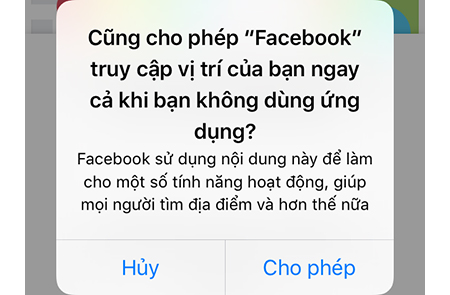 Cũng cho phép “Facebook“
truy cập vị trí của bạn ngay
cả khi bạn không dùng ứng
dụng?
Facebook sử dụng nội dung này để làm
cho một số tính năng hoạt động, giúp
mọi người tìm địa điểm và hơn thế nữa
Hủy
Cho phép